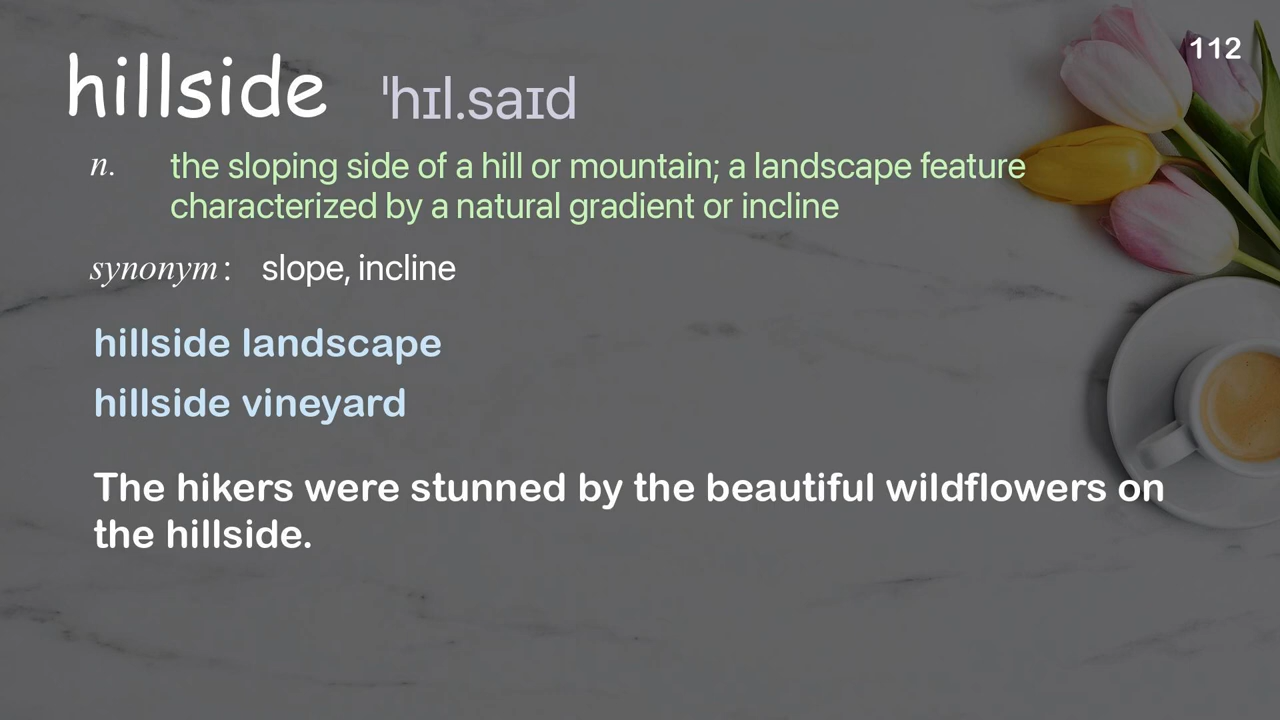 112
hillside ˈhɪl.saɪd
n. the sloping side of a hill or mountain; a landscape feature
characterized by a natural gradient or incline
synonym: slope, incline
hillside landscape
hillside vineyard
The hikers were stunned by the beautiful wildflowers on
the hillside.